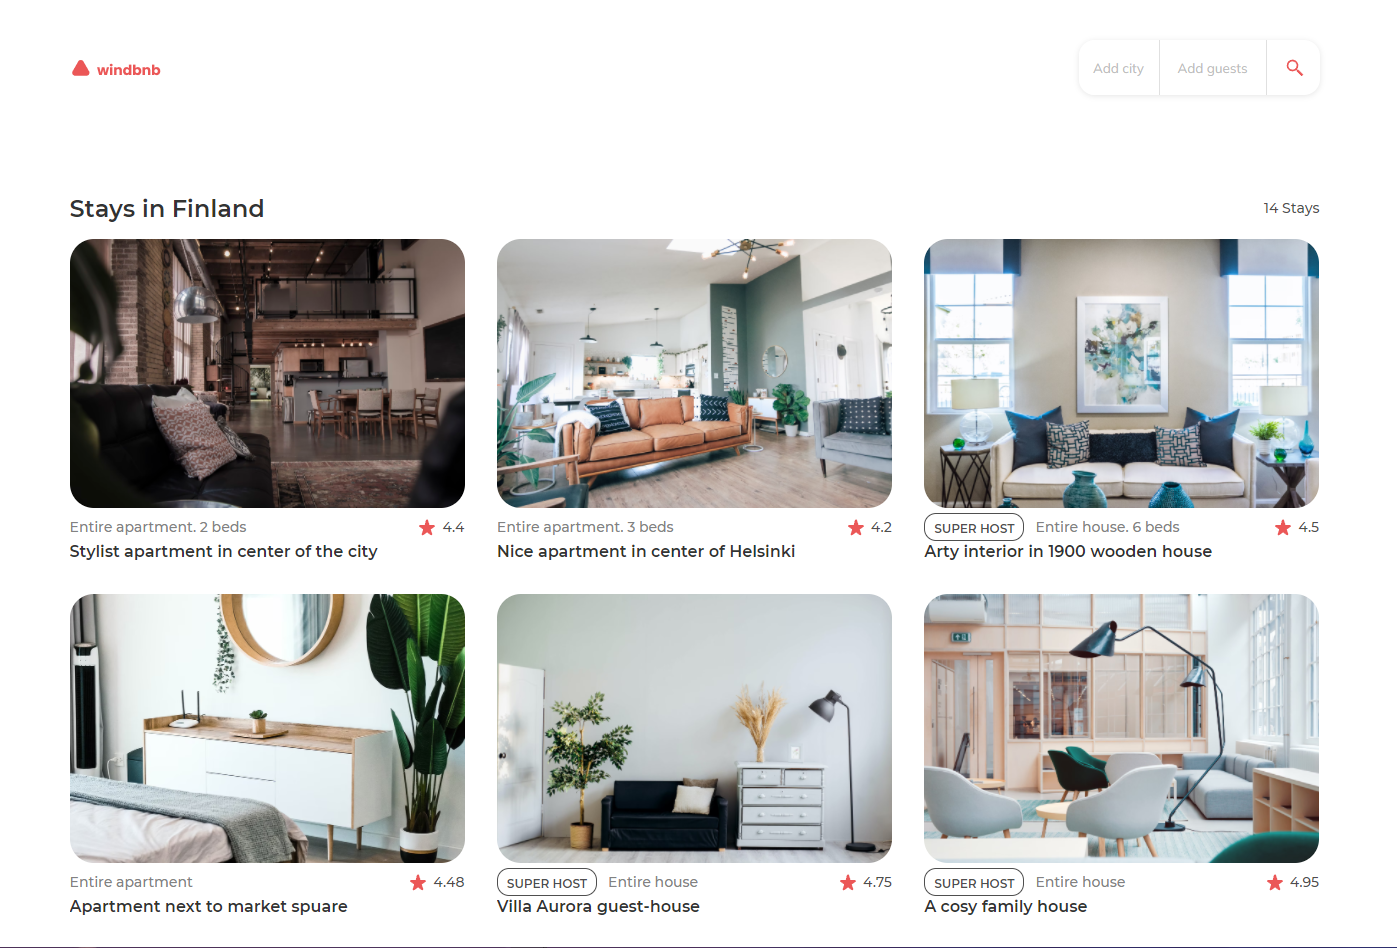 windbnb
Add city
Add guests
Stays in Finland
14 Stays
Entire apartment. 2 beds
4.4
Stylist apartment in center of the city
Entire apartment. 3 beds
4.2
Nice apartment in center of Helsinki
SUPER HOST
Entire house. 6 beds
4.5
Arty interior in 1900 wooden house
Entire apartment
4.48
Apartment next to market spuare
SUPER HOST
Entire house
4.75
Villa Aurora guest-house
SUPER HOST
Entire house
4.95
A cosy family house